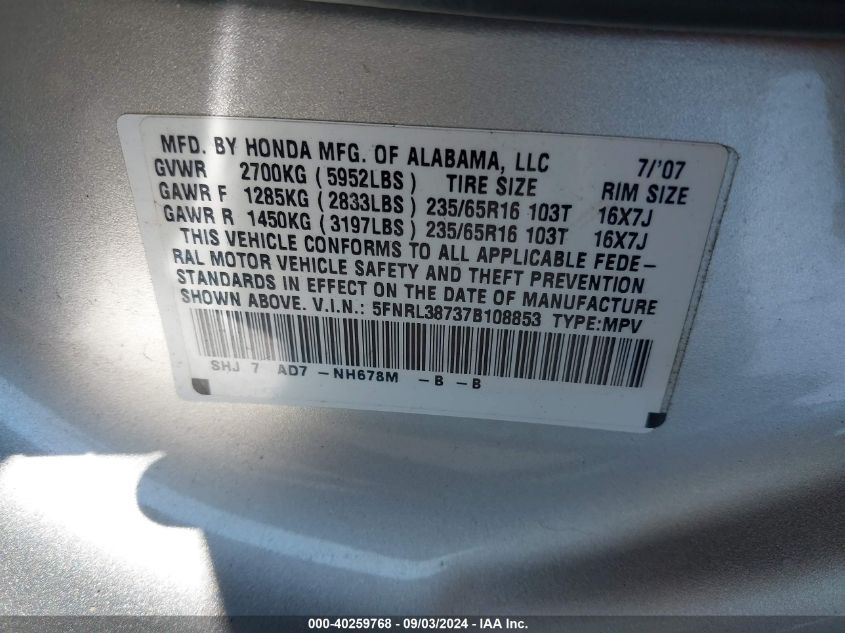 MFD. BY HONDA MFG. OF ALABAMA, LLC 7/'07
GVWR 2700KG (5952LBS) TIRE SIZE RIM SIZE
GAWR F 1285KG (2833LBS) 235/65R16 103T 16X7J
GAWR R 1450KG (3197LBS) 235/65R16 103T 16X7J
THIS VEHICLE CONFORMS TO ALL APPLICABLE FEDE-
RAL MOTOR VEHICLE SAFETY AND THEFT PREVENTION
STANDARDS IN EFFECT ON THE DATE OF MANUFACTURE
SHOWN ABOVE. V.I.N.: 5FNRL38737B108853 TYPE:MPV
SHJ 7 AD7 -NH678M -B -B
000-40259768 - 09/03/2024 - IAA Inc.